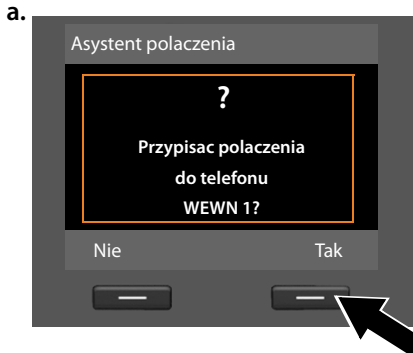 a.
Asystent polaczenia
?
Przypisac polaczenia
do telefonu
WEWN 1?
Nie Tak